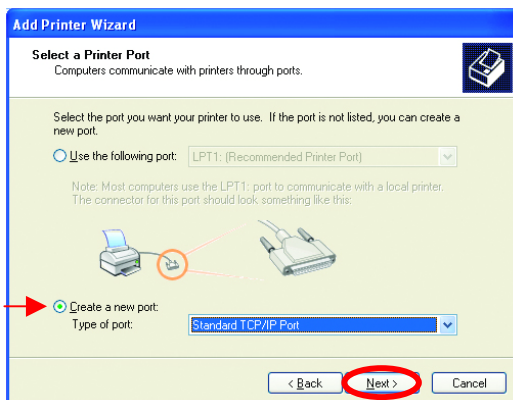 Add Printer Wizard
Select a Printer Port
Computers communicate with printers through ports.
Select the port you want your printer to use. If the port is not listed, you can create a
new port.
Use the following port: LPT1: (Recommended Printer Port)
Note: Most computers use the LPT1: port to communicate with a local printer.
The connector for this port should look something like this:
Create a new port:
Type of port: Standard TCP/IP Port
< Back Next > Cancel